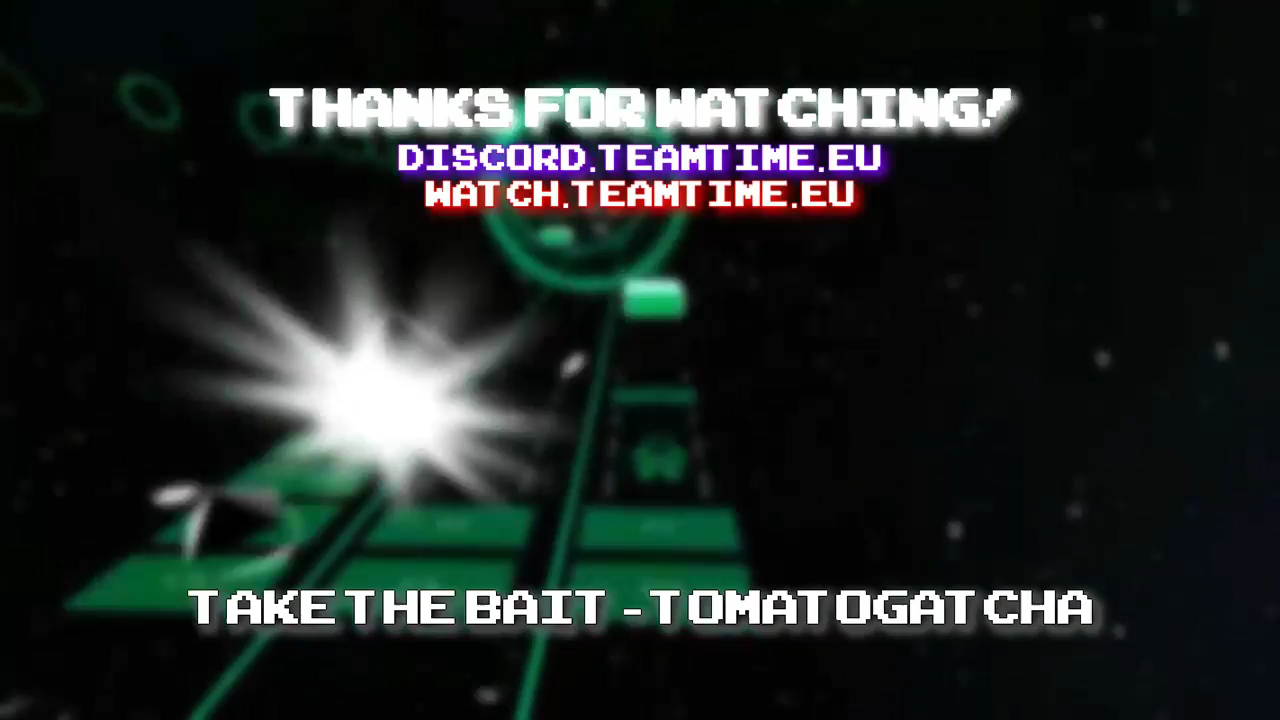 THANKS FOR WATCHING!
DISCORD.TEAMTIME.EU
WATCH.TEAMTIME.EU
TAKE THE BAIT - TOMATOGATCHA